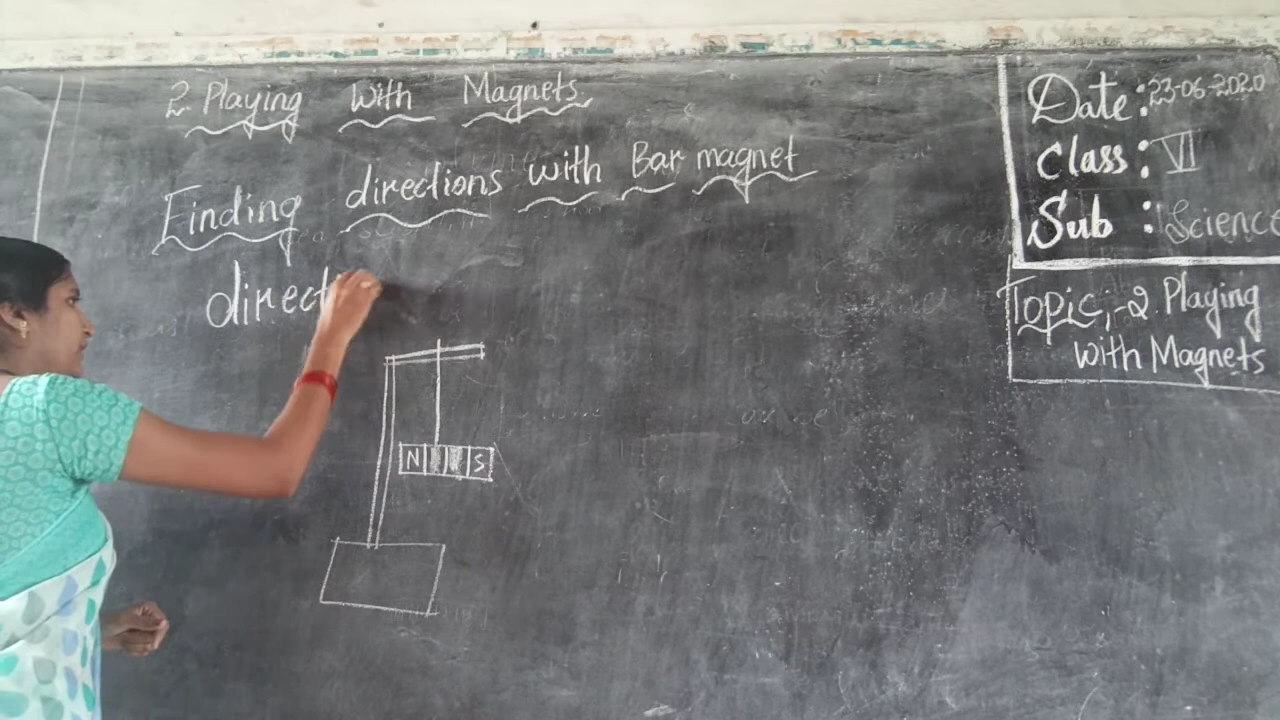 2. Playing With Magnets
Finding directions with Bar magnet
direct
N S
Date: 23-06-2020
Class: VI
Sub : Science
Topic:-2 Playing
with Magnets